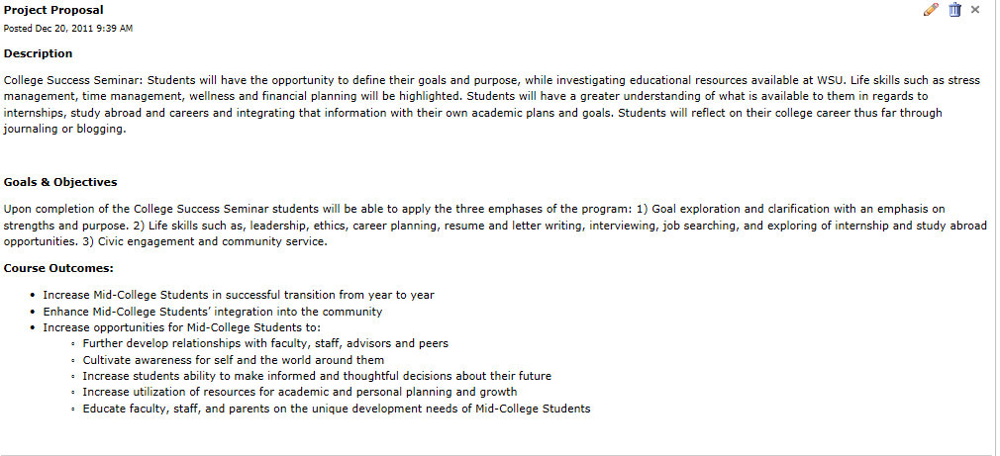 Project Proposal
Posted Dec 20, 2011 9:39 AM
Description
College Success Seminar: Students will have the opportunity to define their goals and purpose, while investigating educational resources available at WSU. Life skills such as stress
management, time management, wellness and financial planning will be highlighted. Students will have a greater understanding of what is available to them in regards to
internships, study abroad and careers and integrating that information with their own academic plans and goals. Students will reflect on their college career thus far through
journaling or blogging.
Goals & Objectives
Upon completion of the College Success Seminar students will be able to apply the three emphases of the program: 1) Goal exploration and clarification with an emphasis on
strengths and purpose. 2) Life skills such as, leadership, ethics, career planning, resume and letter writing, interviewing, job searching, and exploring of internship and study abroad
opportunities. 3) Civic engagement and community service.
Course Outcomes:
• Increase Mid-College Students in successful transition from year to year
• Enhance Mid-College Students' integration into the community
• Increase opportunities for Mid-College Students to:
◦ Further develop relationships with faculty, staff, advisors and peers
◦ Cultivate awareness for self and the world around them
◦ Increase students ability to make informed and thoughtful decisions about their future
◦ Increase utilization of resources for academic and personal planning and growth
◦ Educate faculty, staff, and parents on the unique development needs of Mid-College Students